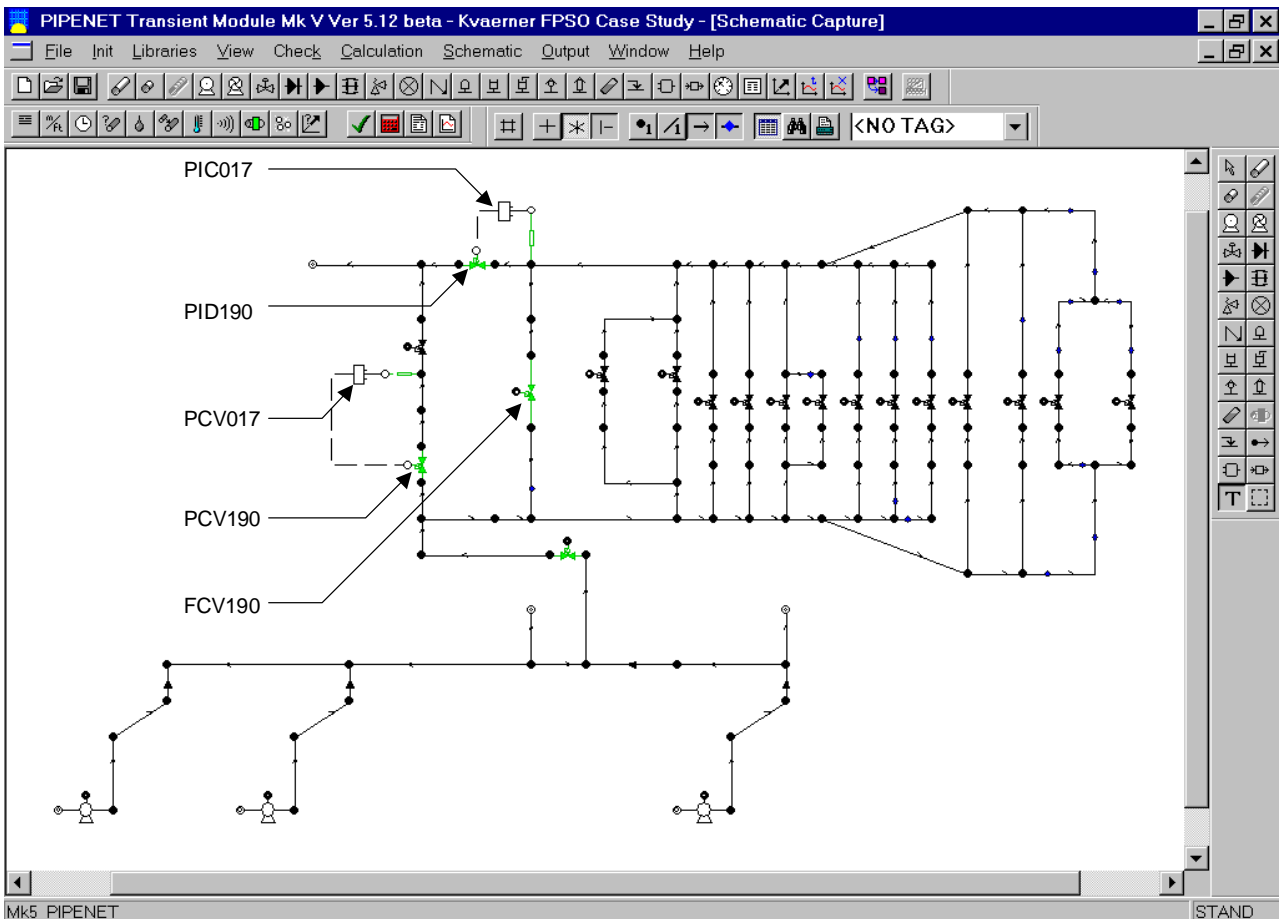 PIPENET Transient Module Mk V Ver 5.12 beta - Kvaerner FPSO Case Study - [Schematic Capture]
File Init Libraries View Check Calculation Schematic Output Window Help
<NO TAG>
PIC017
PID190
PCV017
PCV190
FCV190
T
Mk5 PIPENET STAND